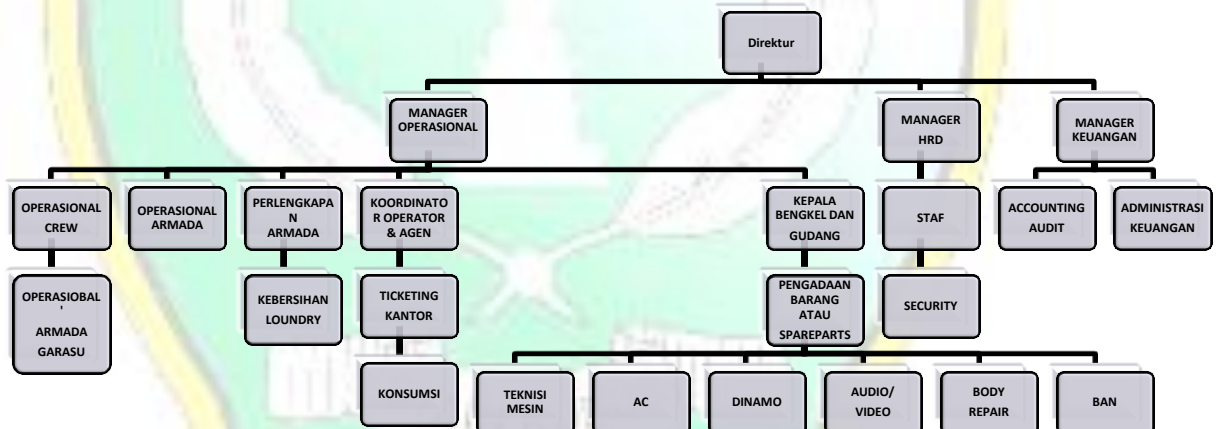 Direktur
MANAGER
OPERASIONAL
MANAGER
HRD
MANAGER
KEUANGAN
OPERASIONAL
CREW
OPERASIONAL
ARMADA
PERLENGKAPA
N
ARMADA
KOORDINATO
R OPERATOR
& AGEN
KEPALA
BENGKEL DAN
GUDANG
STAF
ACCOUNTING
AUDIT
ADMINISTRASI
KEUANGAN
OPERASIOBAL
'
ARMADA
GARASU
KEBERSIHAN
LOUNDRY
TICKETING
KANTOR
PENGADAAN
BARANG
ATAU
SPAREPARTS
SECURITY
KONSUMSI
TEKNISI
MESIN
AC
DINAMO
AUDIO/
VIDEO
BODY
REPAIR
BAN